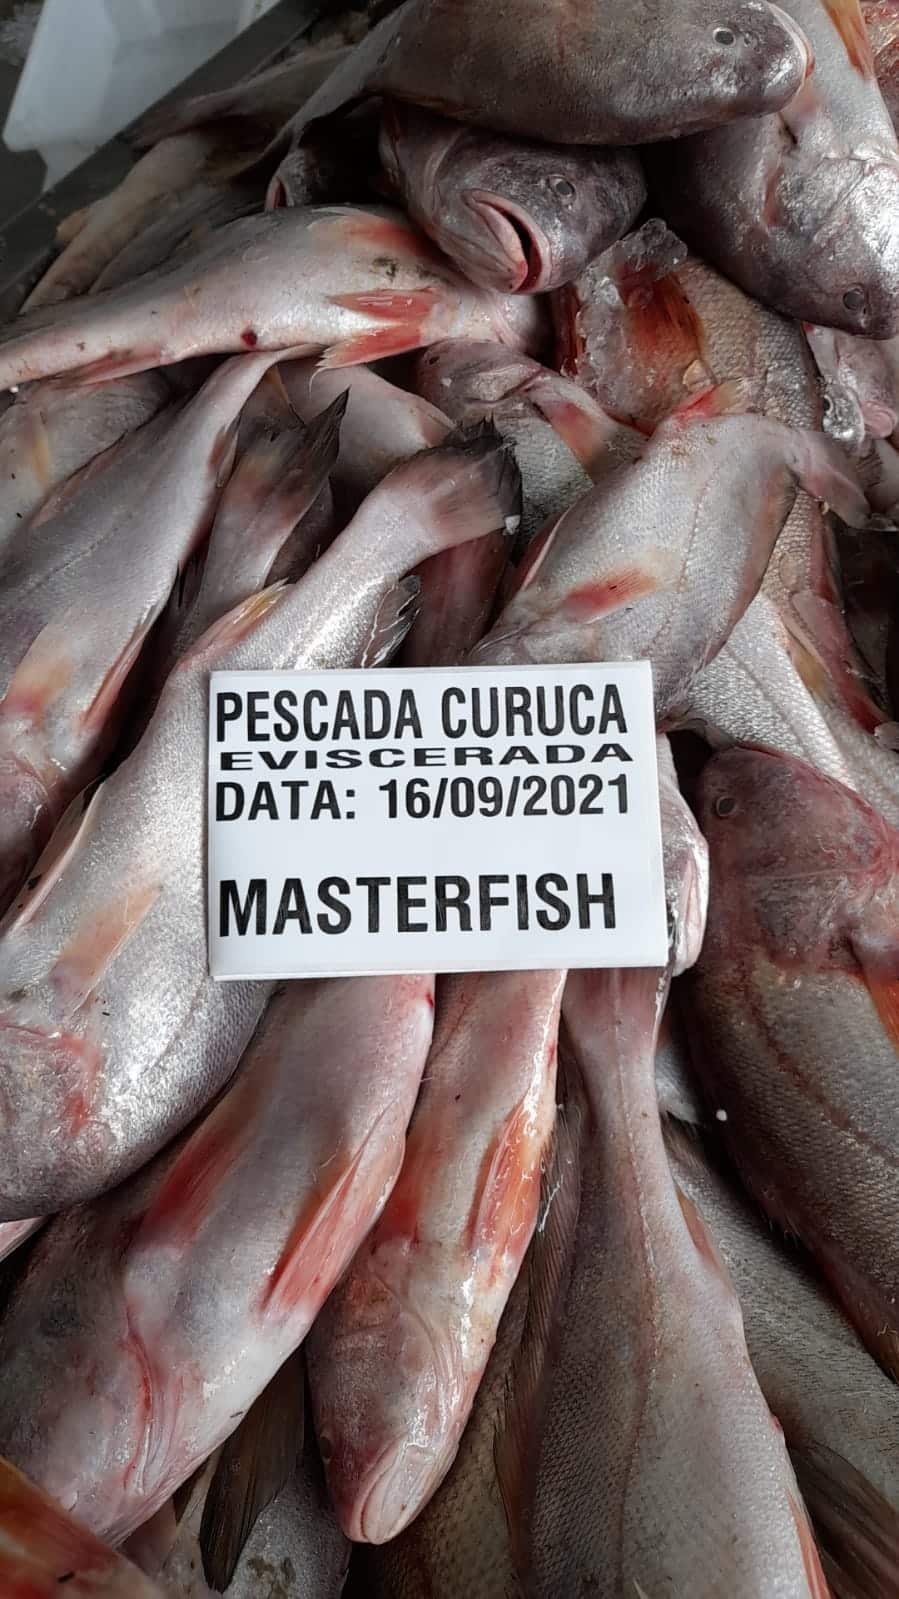 PESCADA CURUCA
EVISCERADA
DATA: 16/09/2021
MASTERFISH